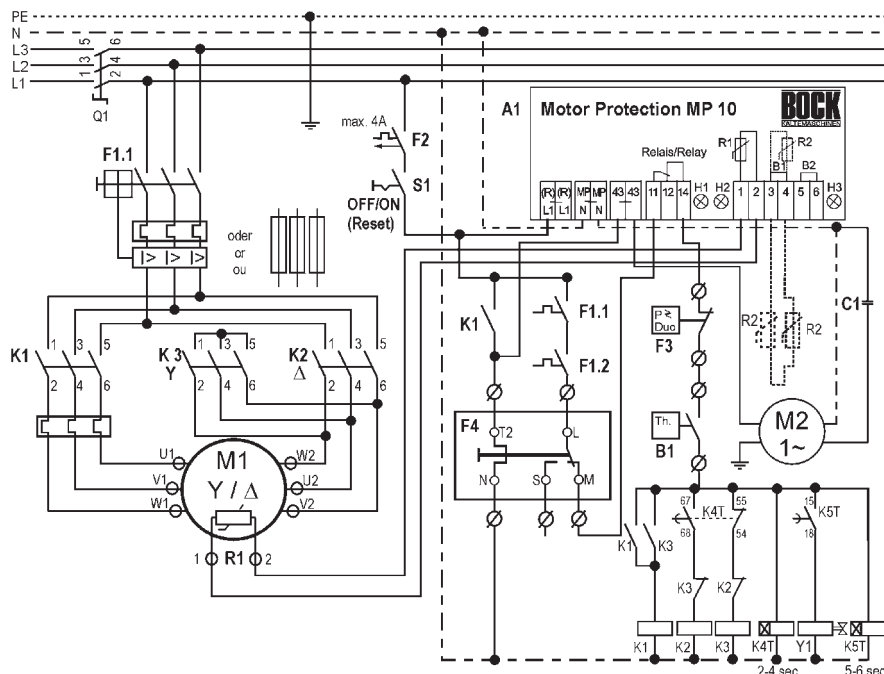 PE
N
L3
L2
L1
5 6
3 4
1 2
Q1
F1.1
max. 4A
F2
S1
OFF/ON
(Reset)
oder
or
ou
A1 Motor Protection MP 10
BOCK
KÄLTEMASCHINEN
Relais/Relay
R1
R2
B1
B2
(R) (R) MP MP 43 43 11 12 14 H1 H2 1 2 3 4 5 6 H3
L1 L1 N N
I> I> I>
K1
1 3 5
2 4 6
K3
Y
1 3 5
2 4 6
K2
Δ
1 3 5
2 4 6
K1
F1.1
F1.2
P
Duo
F3
R2 R2
C1
F4
T2 L
N S M
Th.
B1
M2
1~
U1
V1
W1
M1
Y / Δ
W2
U2
V2
1 R1 2
K1 K3
67
68
K4T
55
54
15
18
K5T
K3 K2
K1 K2 K3 K4T Y1 K5T
2-4 sec. 5-6 sec.